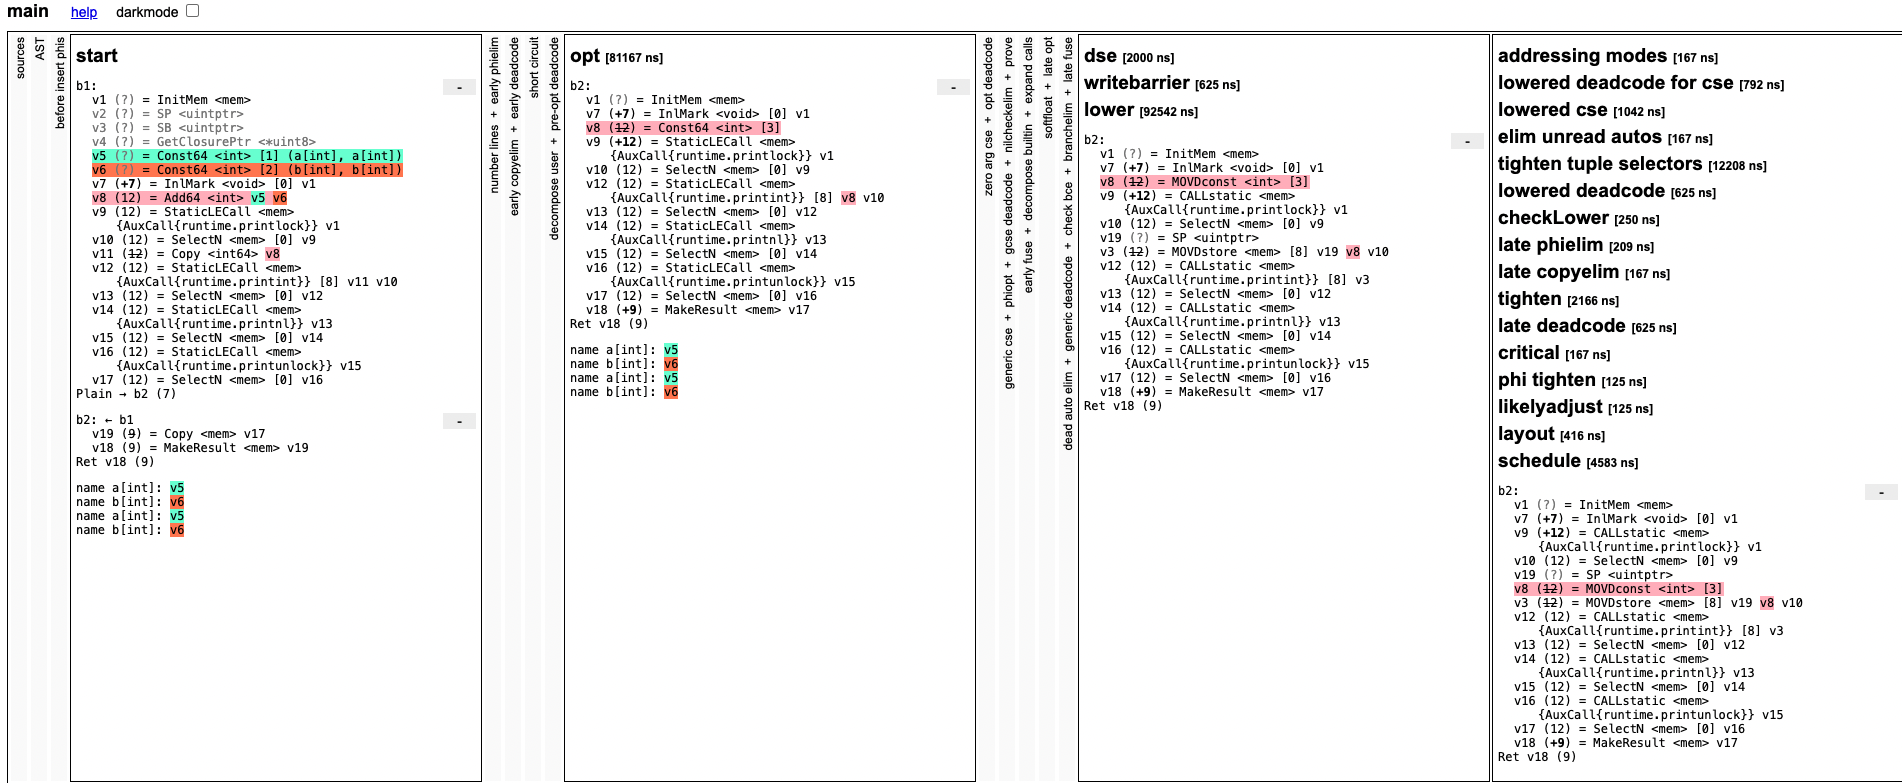 main help darkmode
sources
AST
before insert phis
start
b1:
-
v1 (?) = InitMem <mem>
v2 (?) = SP <uintptr>
v3 (?) = SB <uintptr>
v4 (?) = GetClosurePtr <*uint8>
v5 (?) = Const64 <int> [1] (a[int], a[int])
v6 (?) = Const64 <int> [2] (b[int], b[int])
v7 (+7) = InlMark <void> [0] v1
v8 (12) = Add64 <int> v5 v6
v9 (12) = StaticLECall <mem>
{AuxCall{runtime.printlock}} v1
v10 (12) = SelectN <mem> [0] v9
v11 (12) = Copy <int64> v8
v12 (12) = StaticLECall <mem>
{AuxCall{runtime.printint}} [8] v11 v10
v13 (12) = SelectN <mem> [0] v12
v14 (12) = StaticLECall <mem>
{AuxCall{runtime.printnl}} v13
v15 (12) = SelectN <mem> [0] v14
v16 (12) = StaticLECall <mem>
{AuxCall{runtime.printunlock}} v15
v17 (12) = SelectN <mem> [0] v16
Plain → b2 (7)
b2: ← b1
-
v19 (9) = Copy <mem> v17
v18 (9) = MakeResult <mem> v19
Ret v18 (9)
name a[int]: v5
name b[int]: v6
name a[int]: v5
name b[int]: v6
number lines + early phielim
early copyelim + early deadcode
short circuit
decompose user + pre-opt deadcode
opt [81167 ns]
b2:
-
v1 (?) = InitMem <mem>
v7 (+7) = InlMark <void> [0] v1
v8 (12) = Const64 <int> [3]
v9 (+12) = StaticLECall <mem>
{AuxCall{runtime.printlock}} v1
v10 (12) = SelectN <mem> [0] v9
v12 (12) = StaticLECall <mem>
{AuxCall{runtime.printint}} [8] v8 v10
v13 (12) = SelectN <mem> [0] v12
v14 (12) = StaticLECall <mem>
{AuxCall{runtime.printnl}} v13
v15 (12) = SelectN <mem> [0] v14
v16 (12) = StaticLECall <mem>
{AuxCall{runtime.printunlock}} v15
v17 (12) = SelectN <mem> [0] v16
v18 (+9) = MakeResult <mem> v17
Ret v18 (9)
name a[int]: v5
name b[int]: v6
name a[int]: v5
name b[int]: v6
zero arg cse + opt deadcode
generic cse + phiopt + gcse deadcode + nilcheckelim + prove
early fuse + decompose builtin + expand calls
softfloat + late opt
dead auto elim + generic deadcode + check bce + branchelim + late fuse
dse [2000 ns]
writebarrier [625 ns]
lower [92542 ns]
b2:
-
v1 (?) = InitMem <mem>
v7 (+7) = InlMark <void> [0] v1
v8 (12) = MOVDconst <int> [3]
v9 (+12) = CALLstatic <mem>
{AuxCall{runtime.printlock}} v1
v10 (12) = SelectN <mem> [0] v9
v19 (?) = SP <uintptr>
v3 (12) = MOVDstore <mem> [8] v19 v8 v10
v12 (12) = CALLstatic <mem>
{AuxCall{runtime.printint}} [8] v3
v13 (12) = SelectN <mem> [0] v12
v14 (12) = CALLstatic <mem>
{AuxCall{runtime.printnl}} v13
v15 (12) = SelectN <mem> [0] v14
v16 (12) = CALLstatic <mem>
{AuxCall{runtime.printunlock}} v15
v17 (12) = SelectN <mem> [0] v16
v18 (+9) = MakeResult <mem> v17
Ret v18 (9)
addressing modes [167 ns]
lowered deadcode for cse [792 ns]
lowered cse [1042 ns]
elim unread autos [167 ns]
tighten tuple selectors [12208 ns]
lowered deadcode [625 ns]
checkLower [250 ns]
late phielim [209 ns]
late copyelim [167 ns]
tighten [2166 ns]
late deadcode [625 ns]
critical [167 ns]
phi tighten [125 ns]
likelyadjust [125 ns]
layout [416 ns]
schedule [4583 ns]
b2:
-
v1 (?) = InitMem <mem>
v7 (+7) = InlMark <void> [0] v1
v9 (+12) = CALLstatic <mem>
{AuxCall{runtime.printlock}} v1
v10 (12) = SelectN <mem> [0] v9
v19 (?) = SP <uintptr>
v8 (12) = MOVDconst <int> [3]
v3 (12) = MOVDstore <mem> [8] v19 v8 v10
v12 (12) = CALLstatic <mem>
{AuxCall{runtime.printint}} [8] v3
v13 (12) = SelectN <mem> [0] v12
v14 (12) = CALLstatic <mem>
{AuxCall{runtime.printnl}} v13
v15 (12) = SelectN <mem> [0] v14
v16 (12) = CALLstatic <mem>
{AuxCall{runtime.printunlock}} v15
v17 (12) = SelectN <mem> [0] v16
v18 (+9) = MakeResult <mem> v17
Ret v18 (9)